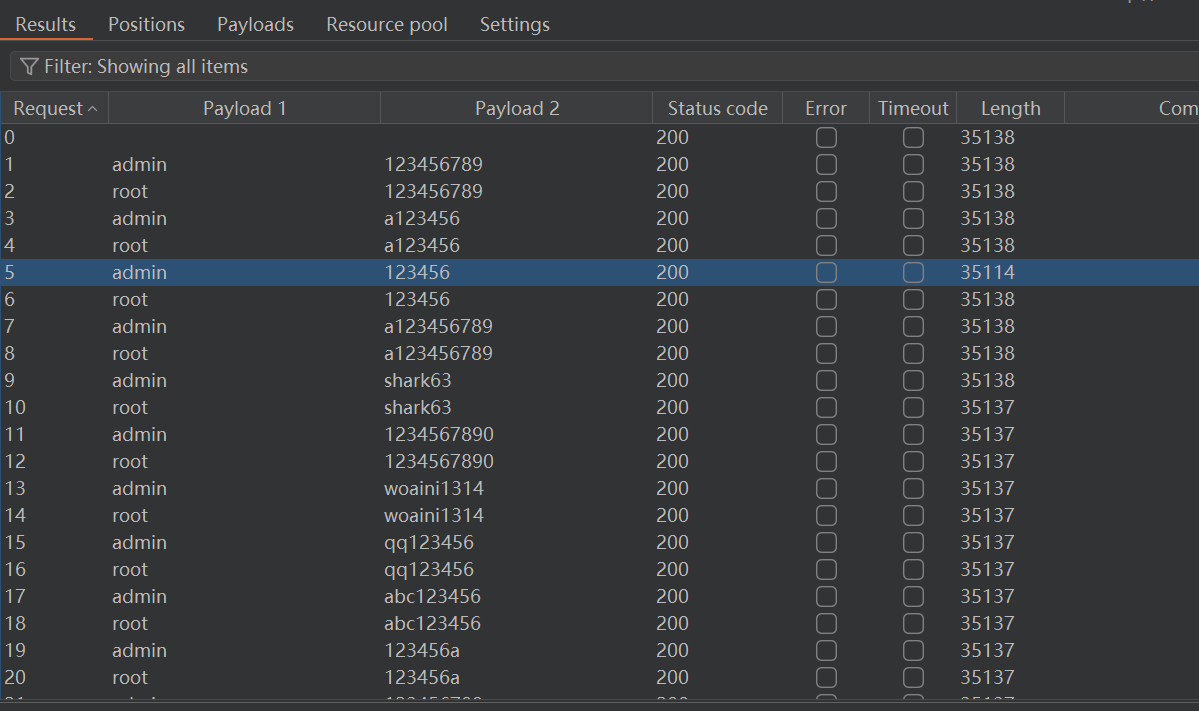 Results Positions Payloads Resource pool Settings
Filter: Showing all items
Request Payload 1 Payload 2 Status code Error Timeout Length Com
0 200 35138
1 admin 123456789 200 35138
2 root 123456789 200 35138
3 admin a123456 200 35138
4 root a123456 200 35138
5 admin 123456 200 35114
6 root 123456 200 35138
7 admin a123456789 200 35138
8 root a123456789 200 35138
9 admin shark63 200 35138
10 root shark63 200 35137
11 admin 1234567890 200 35137
12 root 1234567890 200 35137
13 admin woaini1314 200 35137
14 root woaini1314 200 35137
15 admin qq123456 200 35137
16 root qq123456 200 35137
17 admin abc123456 200 35137
18 root abc123456 200 35137
19 admin 123456a 200 35137
20 root 123456a 200 35137